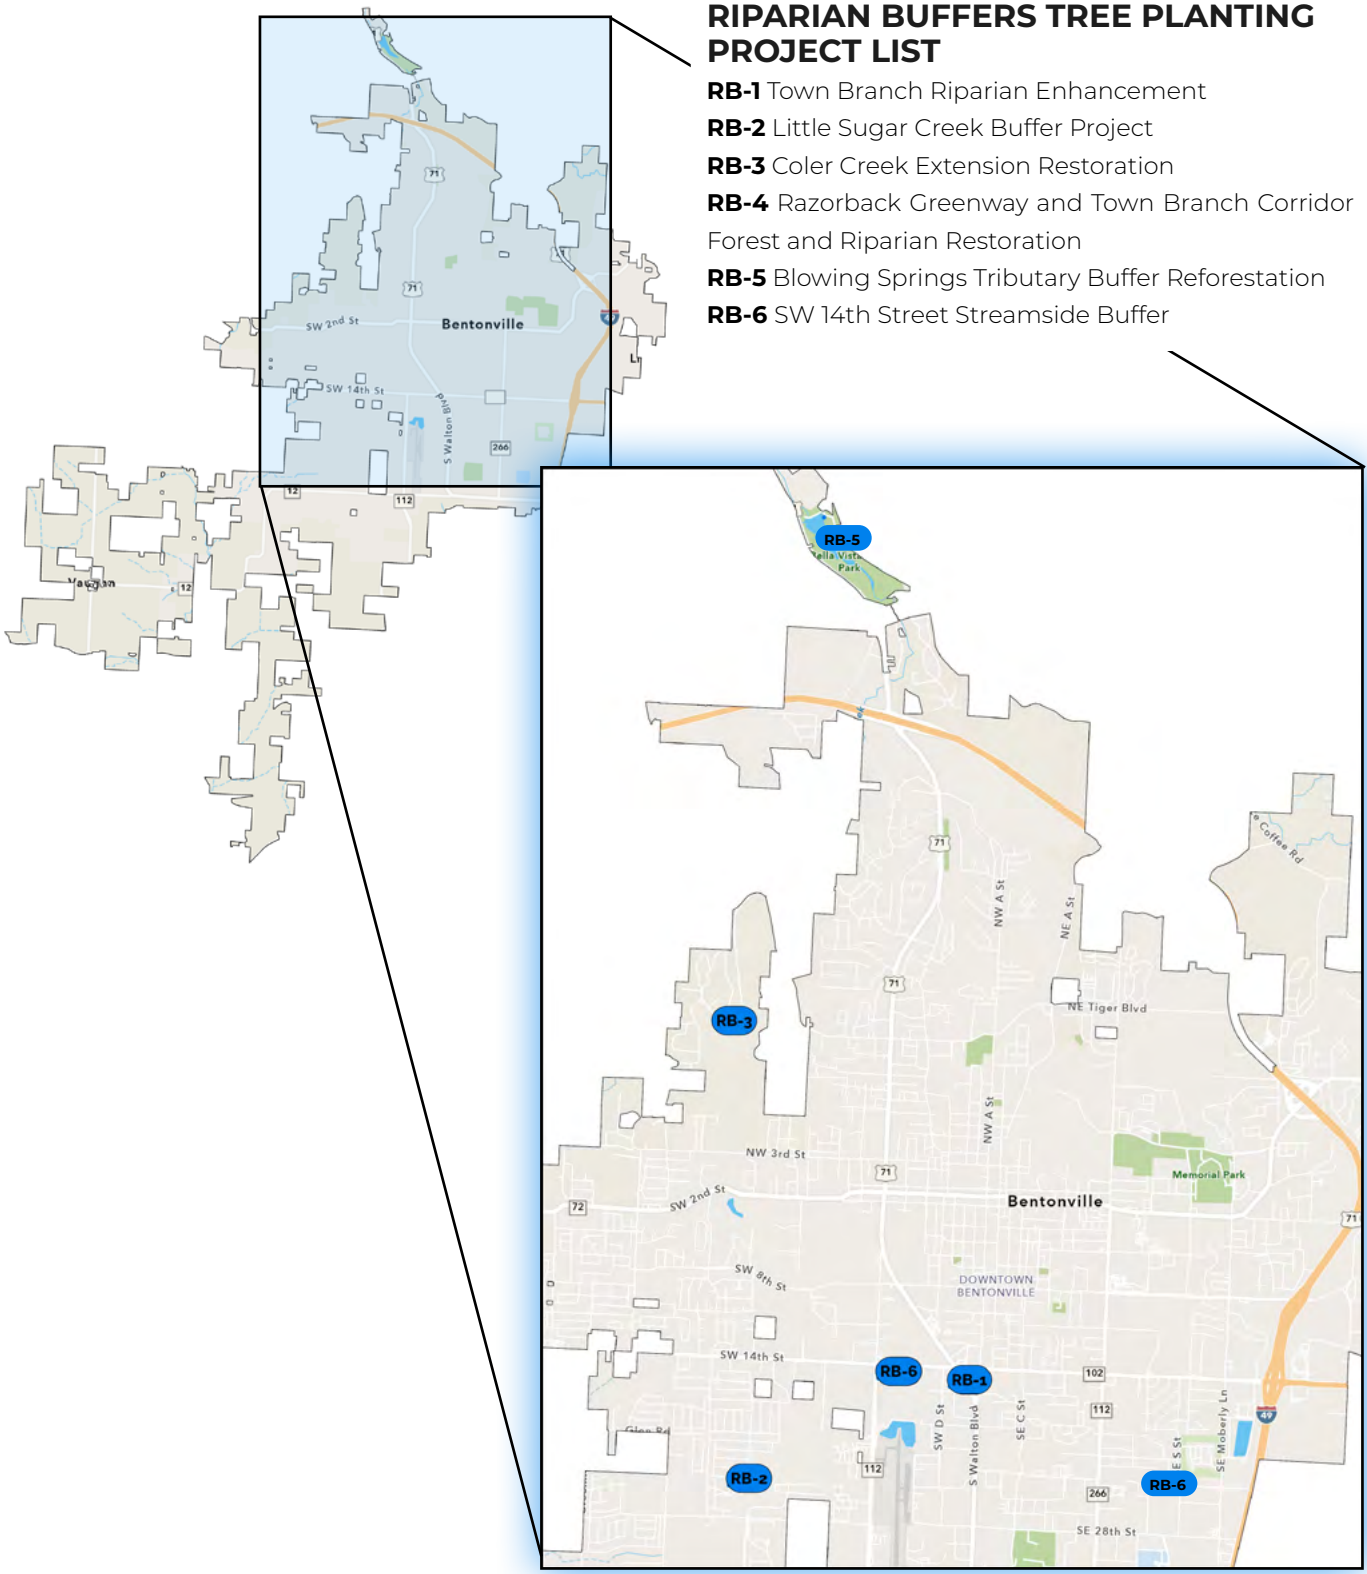 RIPARIAN BUFFERS TREE PLANTING
PROJECT LIST
RB-1 Town Branch Riparian Enhancement
RB-2 Little Sugar Creek Buffer Project
RB-3 Coler Creek Extension Restoration
RB-4 Razorback Greenway and Town Branch Corridor
Forest and Riparian Restoration
RB-5 Blowing Springs Tributary Buffer Reforestation
RB-6 SW 14th Street Streamside Buffer
71
71
SW 2nd St
Bentonville
SW 14th St
S Walton Blvd
266
12
112
12
RB-5
Park
71
NW A St
NE A St
e Coffee Rd
71
NE Tiger Blvd
RB-3
NW A St
NW 3rd St
71
Memorial Park
SW 2nd St
72
Bentonville
71
SW 8th St
DOWNTOWN
BENTONVILLE
SW 14th St
RB-6
RB-1
102
112
49
SW D St
S Walton Blvd
SE C St
SE Moberly Ln
E S St
RB-2
112
RB-6
266
SE 28th St